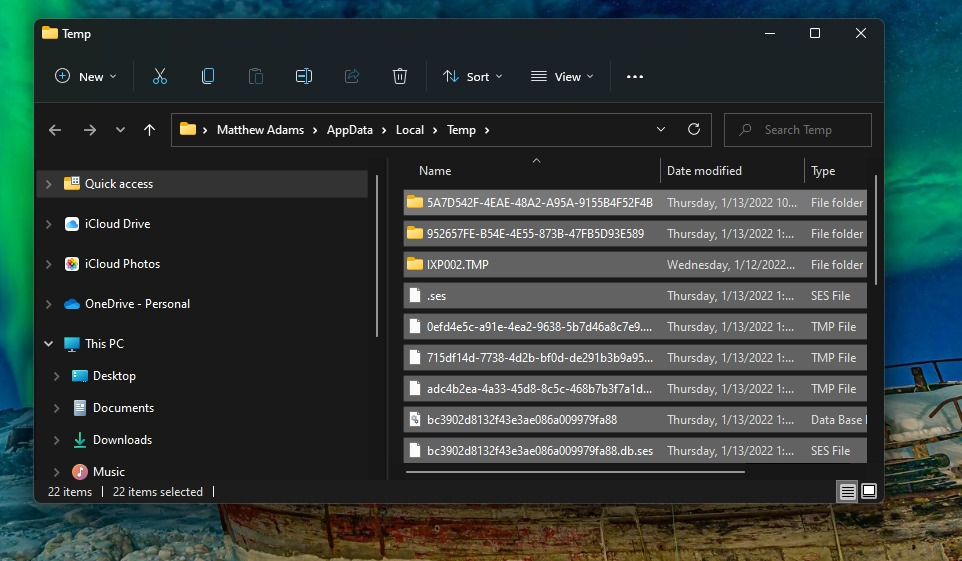 Temp
New
Sort
View
Matthew Adams
AppData
Local
Temp
Search Temp
Quick access
iCloud Drive
iCloud Photos
OneDrive - Personal
This PC
Desktop
Documents
Downloads
Music
Name Date modified Type
5A7D542F-4EAE-48A2-A95A-9155B4F52F4B Thursday, 1/13/2022 10... File folder
952657FE-B54E-4E55-873B-47FB5D93E589 Thursday, 1/13/2022 1:... File folder
IXP002.TMP Wednesday, 1/12/2022... File folder
.ses Thursday, 1/13/2022 1:... SES File
0efd4e5c-a91e-4ea2-9638-5b7d46a8c7e9.... Thursday, 1/13/2022 1:... TMP File
715df14d-7738-4d2b-bf0d-de291b3b9a95... Thursday, 1/13/2022 1:... TMP File
adc4b2ea-4a33-45d8-8c5c-468b7b3f7a1d... Thursday, 1/13/2022 1:... TMP File
bc3902d8132f43e3ae086a009979fa88 Thursday, 1/13/2022 1:... Data Base
bc3902d8132f43e3ae086a009979fa88.db.ses Thursday, 1/13/2022 1:... SES File
22 items | 22 items selected |